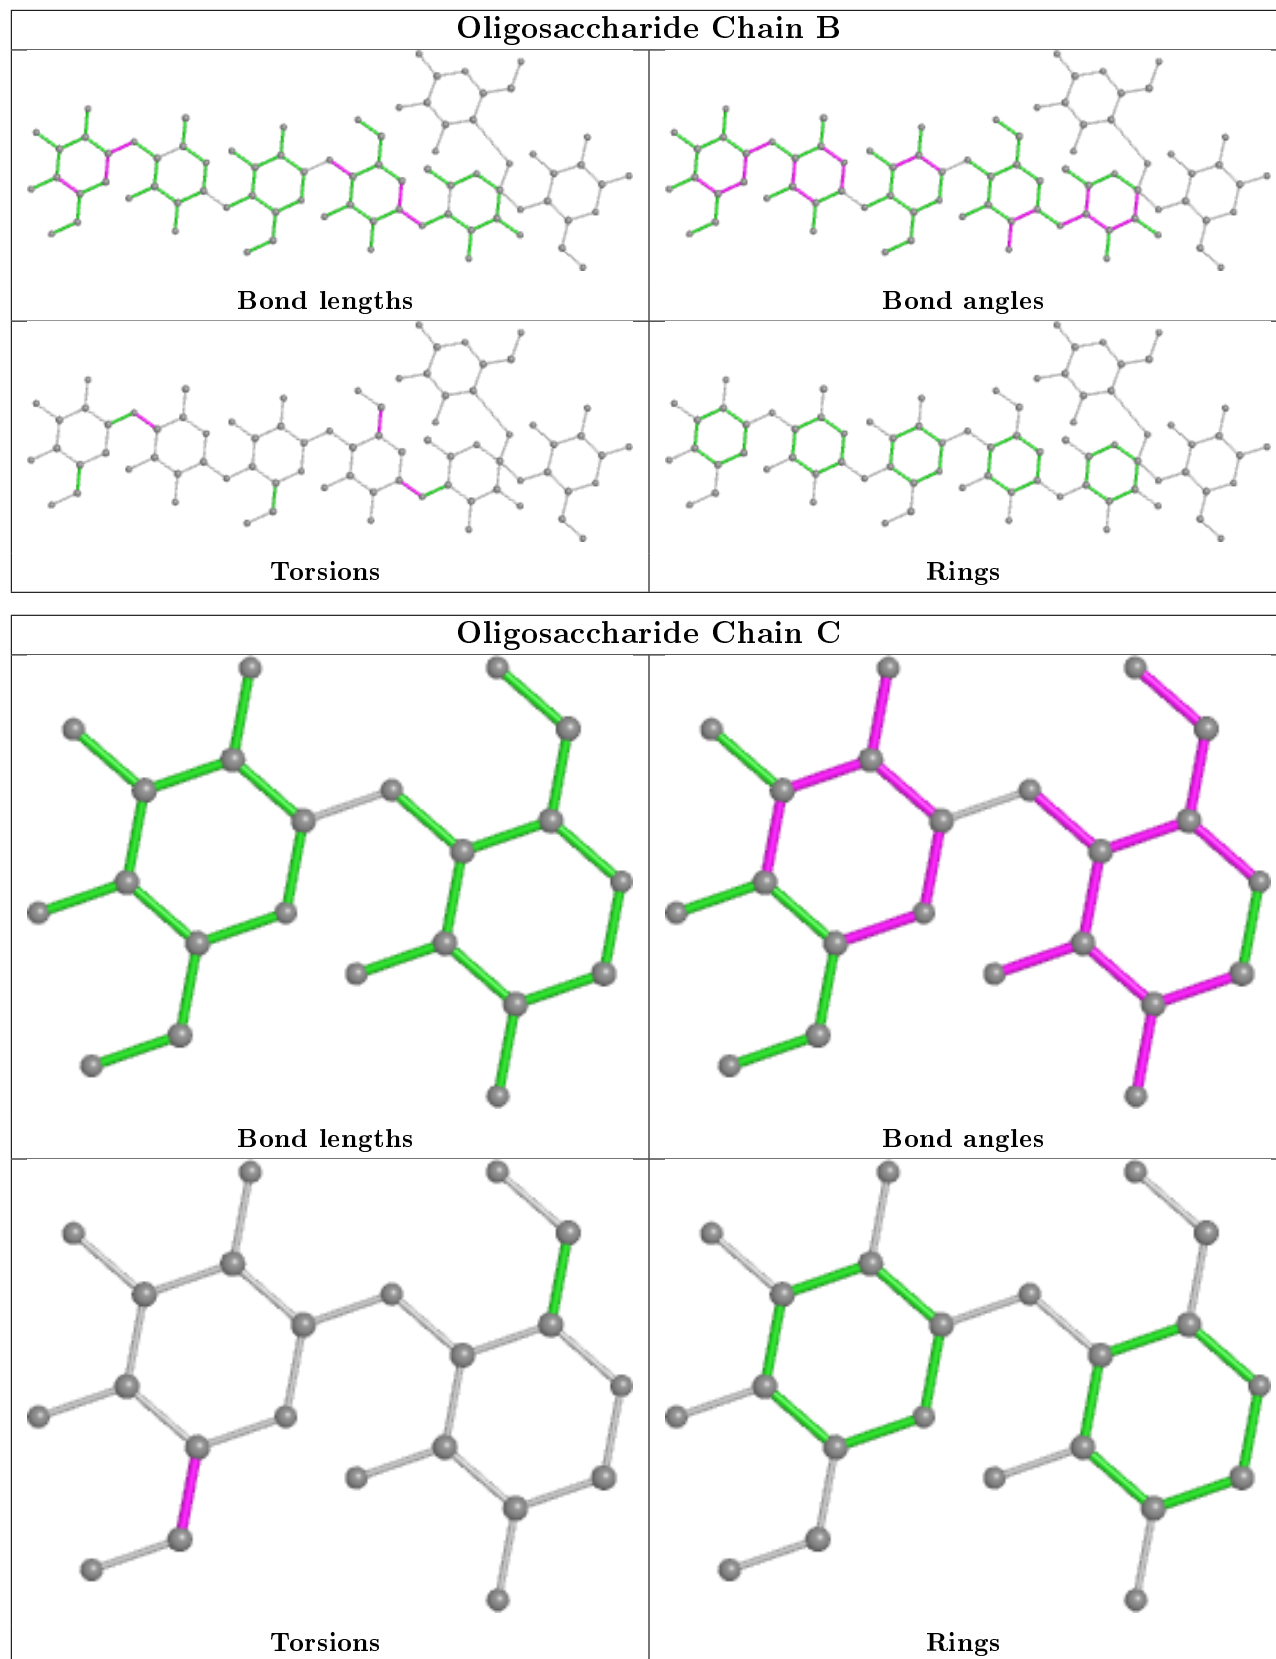 Oligosaccharide Chain B
Bond lengths
Bond angles
Torsions
Rings
Oligosaccharide Chain C
Bond lengths
Bond angles
Torsions
Rings